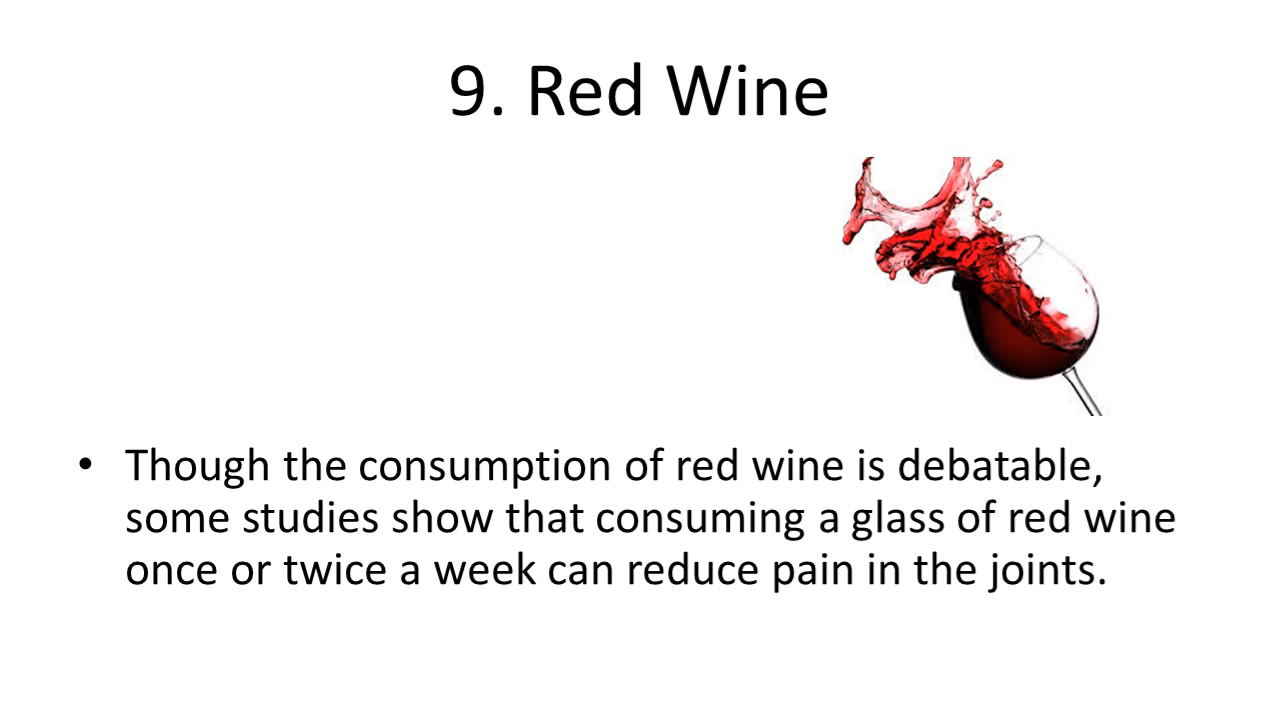 9. Red Wine
• Though the consumption of red wine is debatable,
some studies show that consuming a glass of red wine
once or twice a week can reduce pain in the joints.